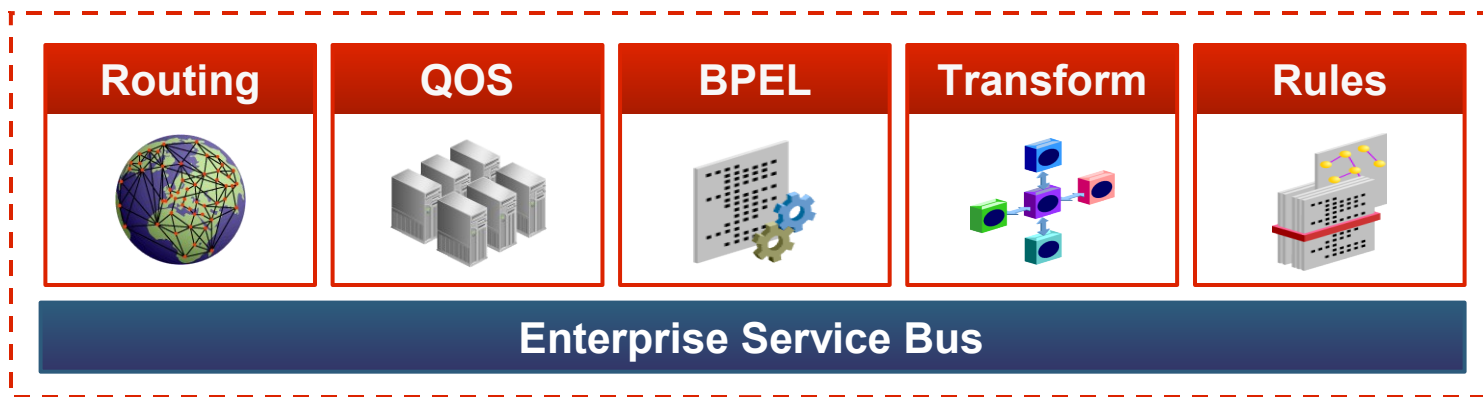 Routing
QOS
BPEL
Transform
Rules
Enterprise Service Bus